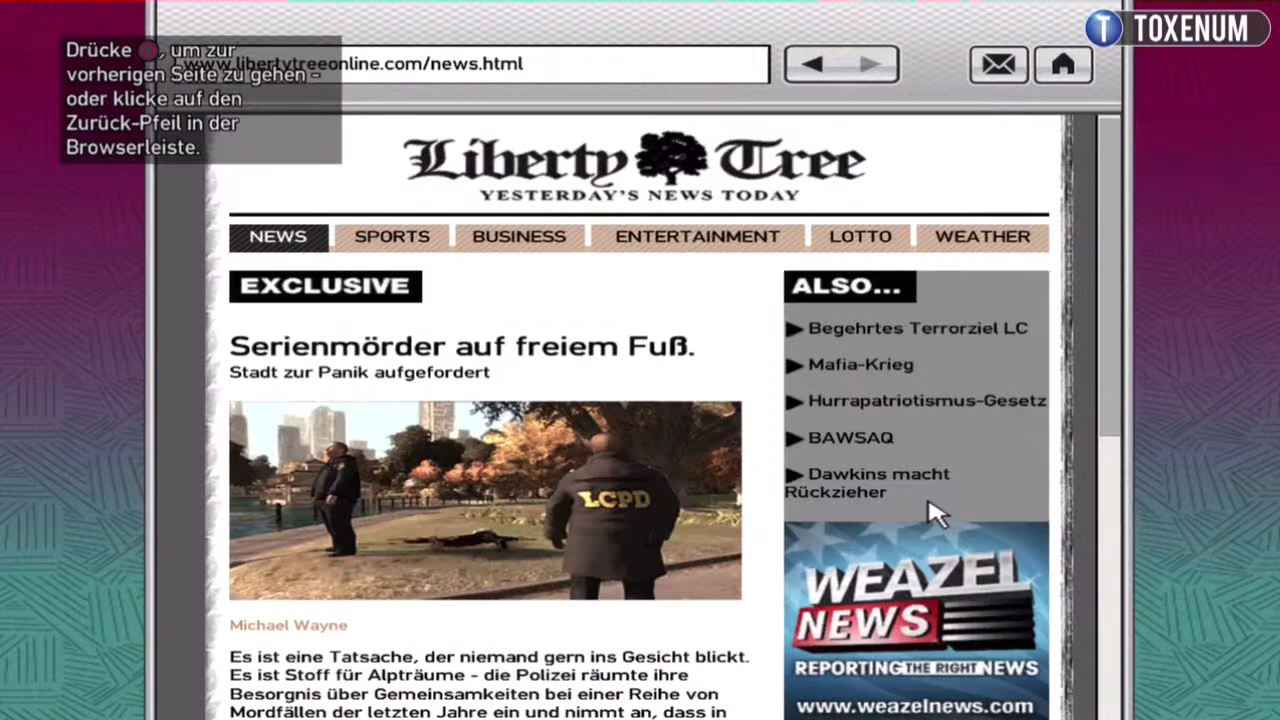 TOXENUM
Drücke , um zur
vorherigen Seite zu gehen -
oder klicke auf den
Zurück-Pfeil in der
Browserleiste.
www.libertytreeonline.com/news.html
Liberty Tree
YESTERDAY'S NEWS TODAY
NEWS SPORTS BUSINESS ENTERTAINMENT LOTTO WEATHER
EXCLUSIVE
Serienmörder auf freiem Fuß.
Stadt zur Panik aufgefordert
LCPD
Michael Wayne
Es ist eine Tatsache, der niemand gern ins Gesicht blickt.
Es ist Stoff für Alpträume - die Polizei räumte ihre
Besorgnis über Gemeinsamkeiten bei einer Reihe von
Mordfällen der letzten Jahre ein und nimmt an, dass in
ALSO...
Begehrtes Terrorziel LC
Mafia-Krieg
Hurrapatriotismus-Gesetz
BAWSAQ
Dawkins macht
Rückzieher
WEAZEL
NEWS
REPORTING THE RIGHT NEWS
www.weazelnews.com